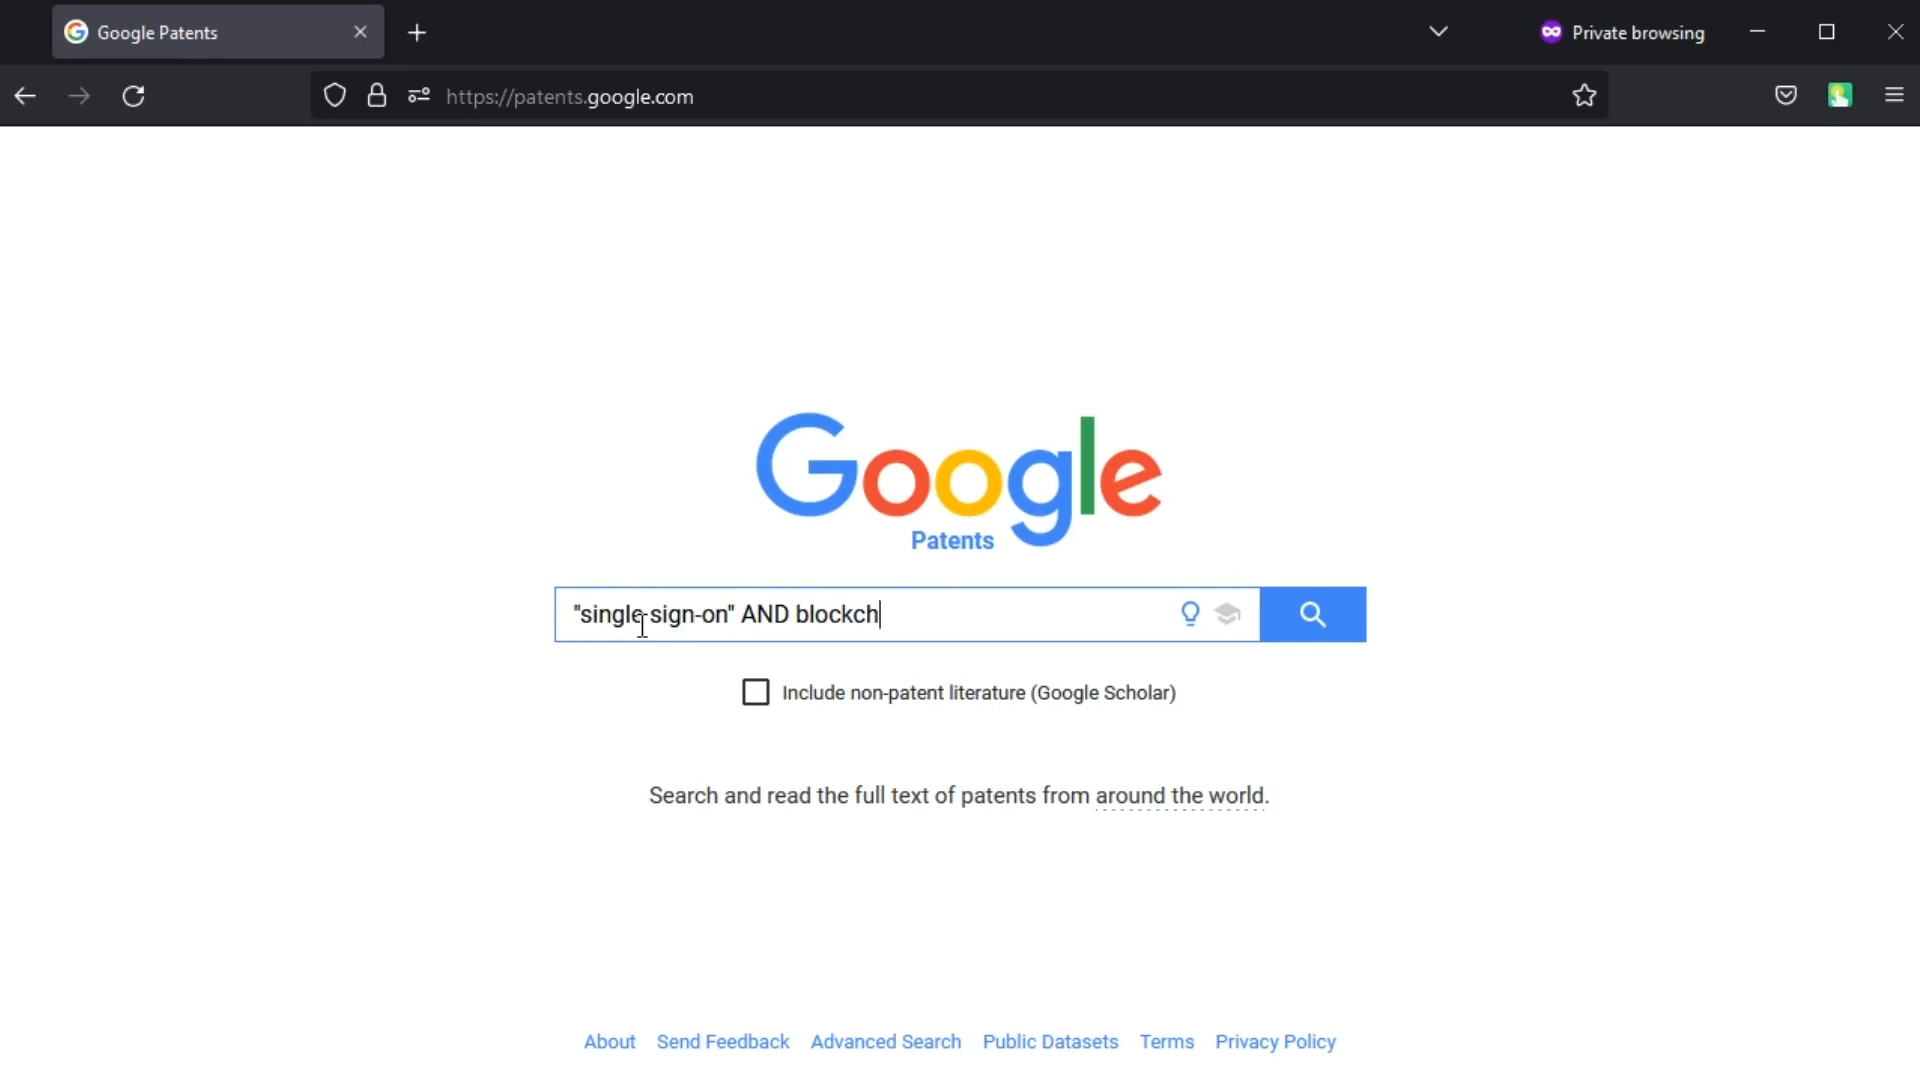 Google Patents
Private browsing
https://patents.google.com
Google
Patents
"single sign-on" AND blockch
Include non-patent literature (Google Scholar)
Search and read the full text of patents from around the world.
About Send Feedback Advanced Search Public Datasets Terms Privacy Policy